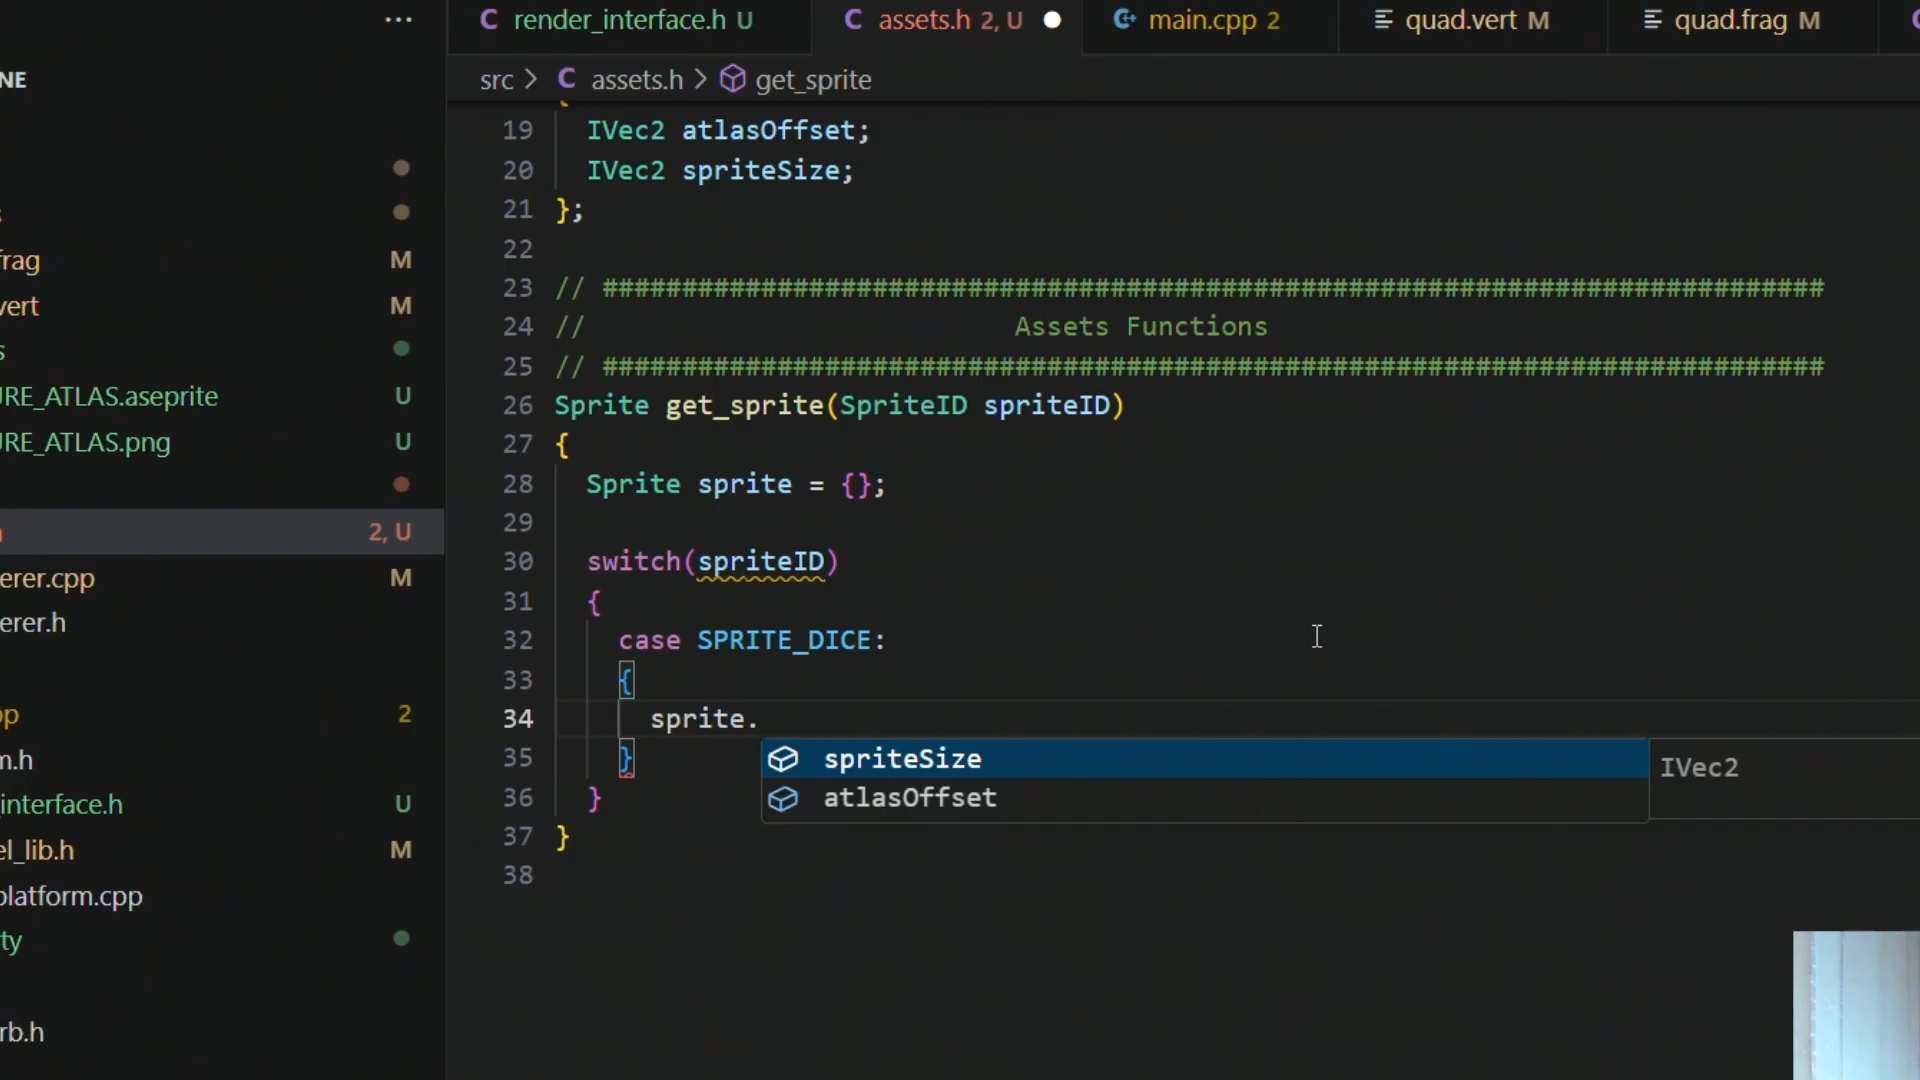 NE
frag M
vert M
s
URE_ATLAS.aseprite U
URE_ATLAS.png U
2, U
erer.cpp M
erer.h
pp 2
m.h
interface.h U
el_lib.h M
platform.cpp
ty
rb.h
render_interface.h U assets.h 2, U main.cpp 2 quad.vert M quad.frag M
src > C assets.h > get_sprite
19 IVec2 atlasOffset;
20 IVec2 spriteSize;
21 };
22
23 // ##############################################################################
24 // Assets Functions
25 // ##############################################################################
26 Sprite get_sprite(SpriteID spriteID)
27 {
28 Sprite sprite = {};
29
30 switch(spriteID)
31 {
32 case SPRITE_DICE:
33 {
34 sprite.
35 }
spriteSize IVec2
atlasOffset
36 }
37 }
38